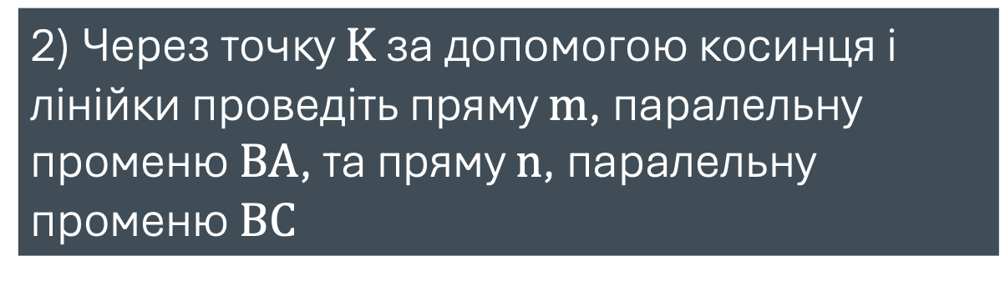 2) Через точку K за допомогою косинця і
лінійки проведіть пряму m, паралельну
променю BA, та пряму n, паралельну
променю BC